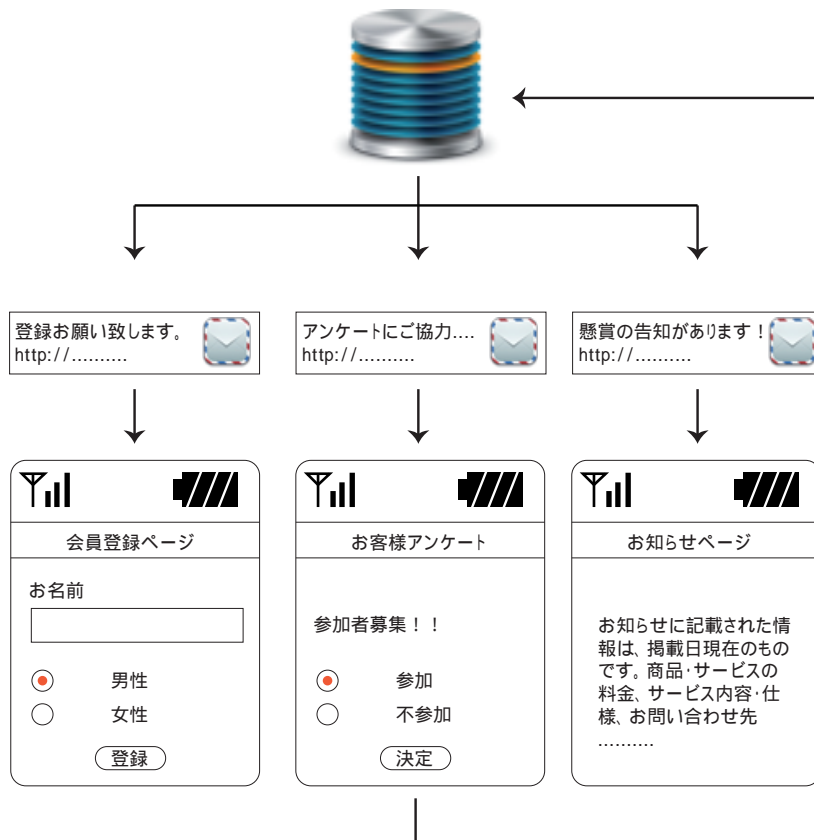 登録お願い致します。
http://..........
アンケートにご協力....
http://..........
懸賞の告知があります！
http://..........
会員登録ページ
お名前
男性
女性
登録
お客様アンケート
参加者募集！！
参加
不参加
決定
お知らせページ
お知らせに記載された情
報は、掲載日現在のもの
です。商品・サービスの
料金、サービス内容・仕
様、お問い合わせ先
..........